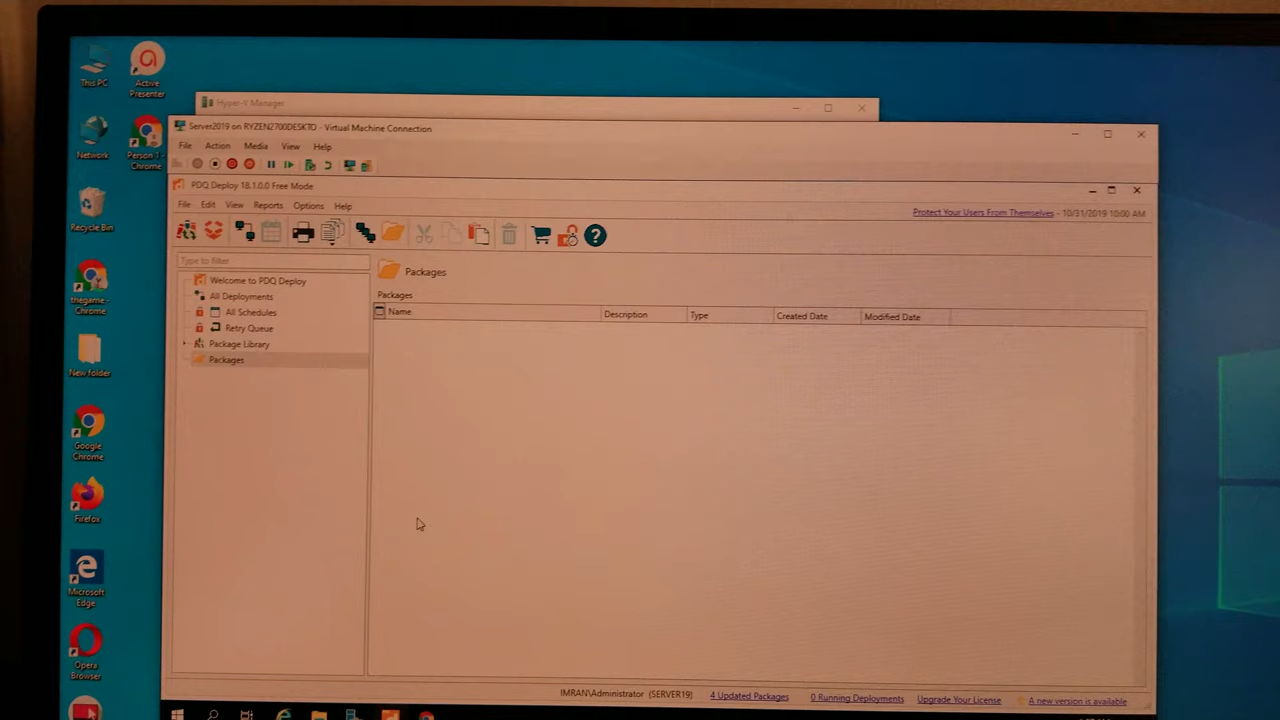 This PC
Active
Presenter
Network
Person 1 -
Chrome
Recycle Bin
thegame -
Chrome
New folder
Google
Chrome
Firefox
Microsoft
Edge
Opera
Browser
Hyper-V Manager
Server2019 on RYZEN2700DESKTO - Virtual Machine Connection
File Action Media View Help
PDQ Deploy 18.1.0.0 Free Mode
File Edit View Reports Options Help
Protect Your Users From Themselves - 10/31/2019 10:00 AM
Type to filter
Welcome to PDQ Deploy
All Deployments
All Schedules
Retry Queue
Package Library
Packages
Packages
Packages
Name Description Type Created Date Modified Date
IMRAN\Administrator (SERVER19) 4 Updated Packages 0 Running Deployments Upgrade Your License A new version is available